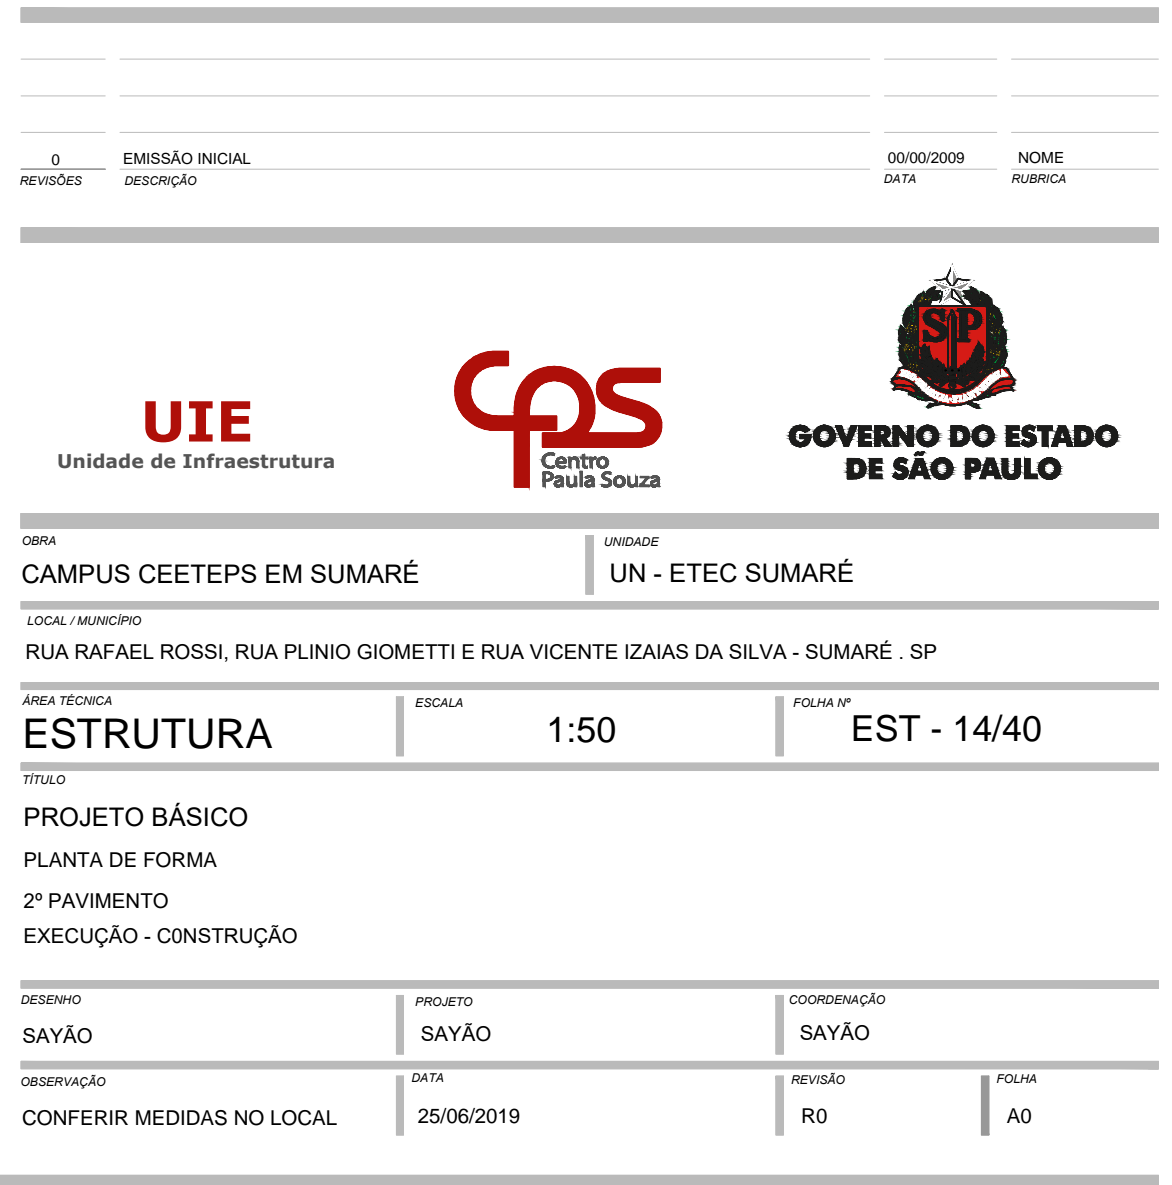 0 EMISSÃO INICIAL 00/00/2009 NOME
REVISÕES DESCRIÇÃO DATA RUBRICA
UIE
Unidade de Infraestrutura
CPS
Centro
Paula Souza
SP
GOVERNO DO ESTADO
DE SÃO PAULO
OBRA UNIDADE
CAMPUS CEETEPS EM SUMARÉ UN - ETEC SUMARÉ
LOCAL / MUNICÍPIO
RUA RAFAEL ROSSI, RUA PLINIO GIOMETTI E RUA VICENTE IZAIAS DA SILVA - SUMARÉ . SP
ÁREA TÉCNICA ESCALA FOLHA Nº
ESTRUTURA 1:50 EST - 14/40
TÍTULO
PROJETO BÁSICO
PLANTA DE FORMA
2º PAVIMENTO
EXECUÇÃO - C0NSTRUÇÃO
DESENHO PROJETO COORDENAÇÃO
SAYÃO SAYÃO SAYÃO
OBSERVAÇÃO DATA REVISÃO FOLHA
CONFERIR MEDIDAS NO LOCAL 25/06/2019 R0 A0